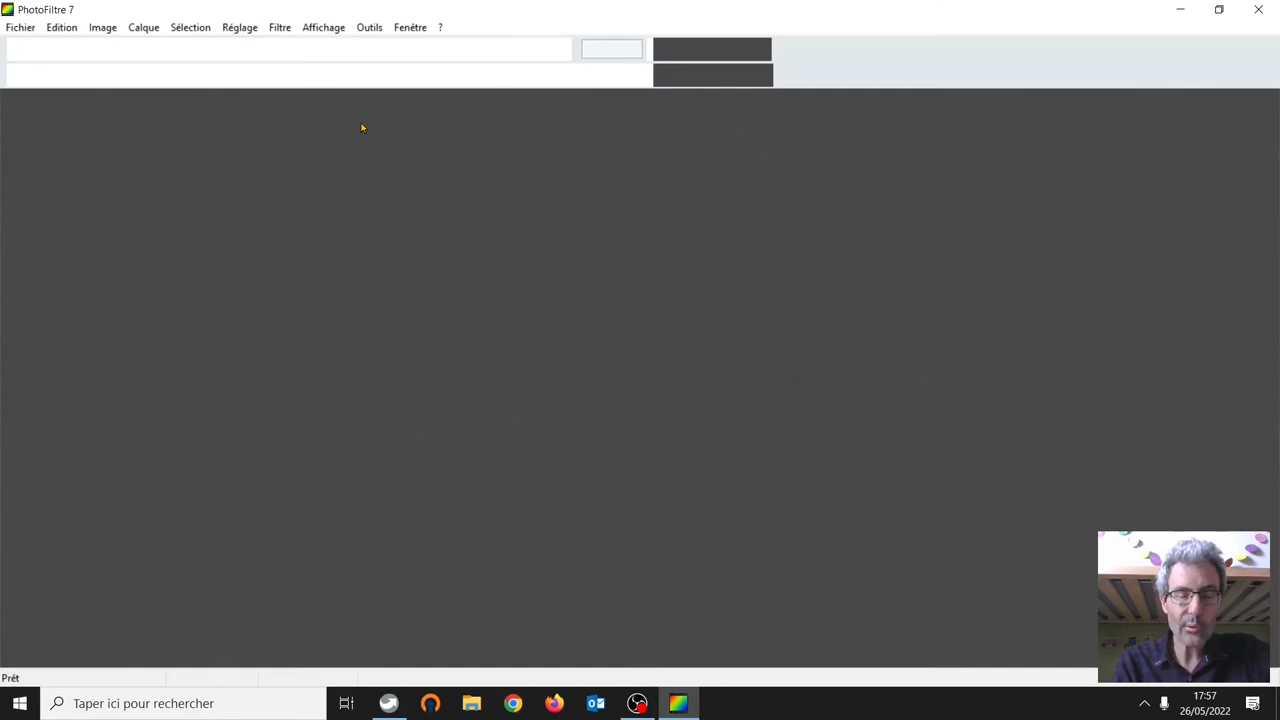 PhotoFiltre 7
Fichier Edition Image Calque Sélection Réglage Filtre Affichage Outils Fenêtre ?
Prêt
Taper ici pour rechercher
17:57
26/05/2022